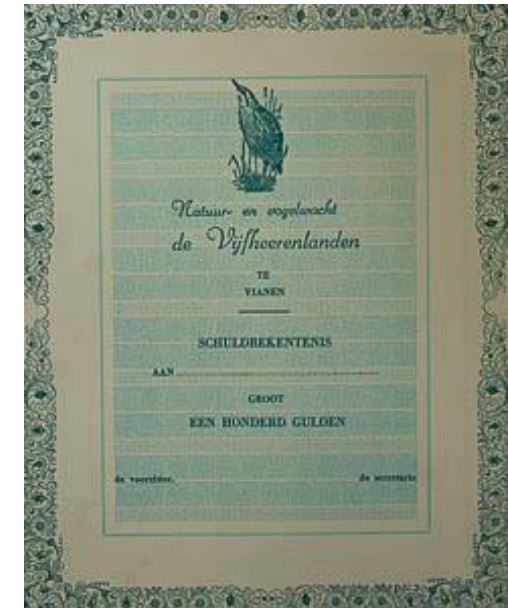 Natuur- en vogelwacht
de Vijfheerenlanden
TE
VIANEN
SCHULDBEKENTENIS
AAN
GROOT
EEN HONDERD GULDEN
de voorzitter, de secretaris,